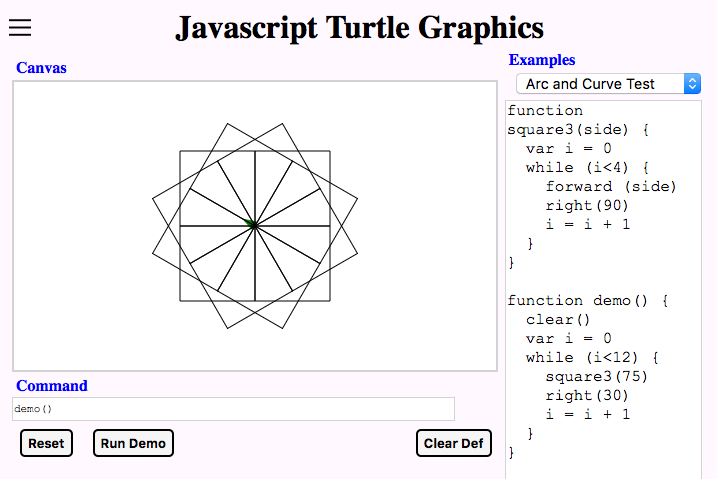 Javascript Turtle Graphics
Canvas
Examples
Arc and Curve Test
function
square3(side) {
  var i = 0
  while (i<4) {
    forward (side)
    right(90)
    i = i + 1
  }
}

function demo() {
  clear()
  var i = 0
  while (i<12) {
    square3(75)
    right(30)
    i = i + 1
  }
}
Command
demo()
Reset
Run Demo
Clear Def